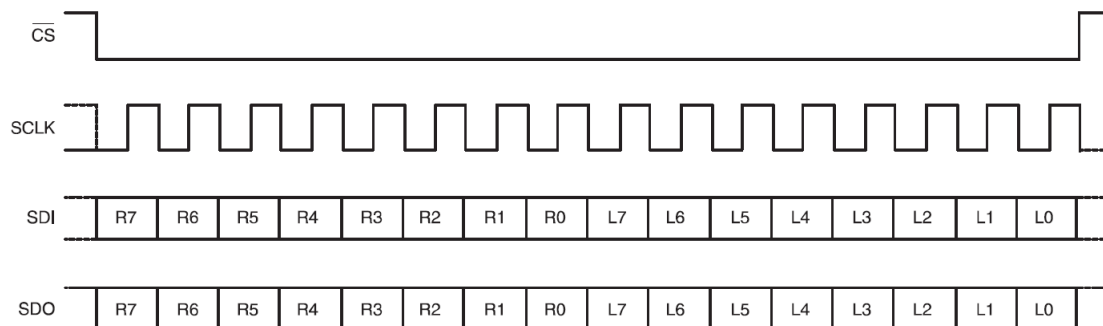 C̅S̅
SCLK
SDI R7 R6 R5 R4 R3 R2 R1 R0 L7 L6 L5 L4 L3 L2 L1 L0
SDO R7 R6 R5 R4 R3 R2 R1 R0 L7 L6 L5 L4 L3 L2 L1 L0